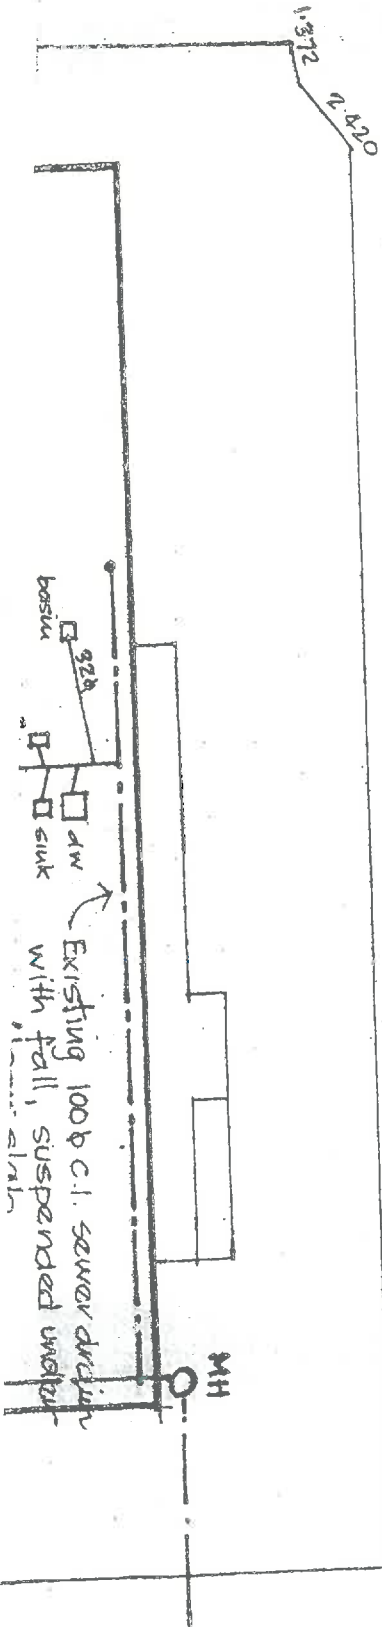 1.372
2.420
basin
32ϕ
dw
sink
Existing 100ϕ c.i. sewer drain
with fall, suspended under
MH